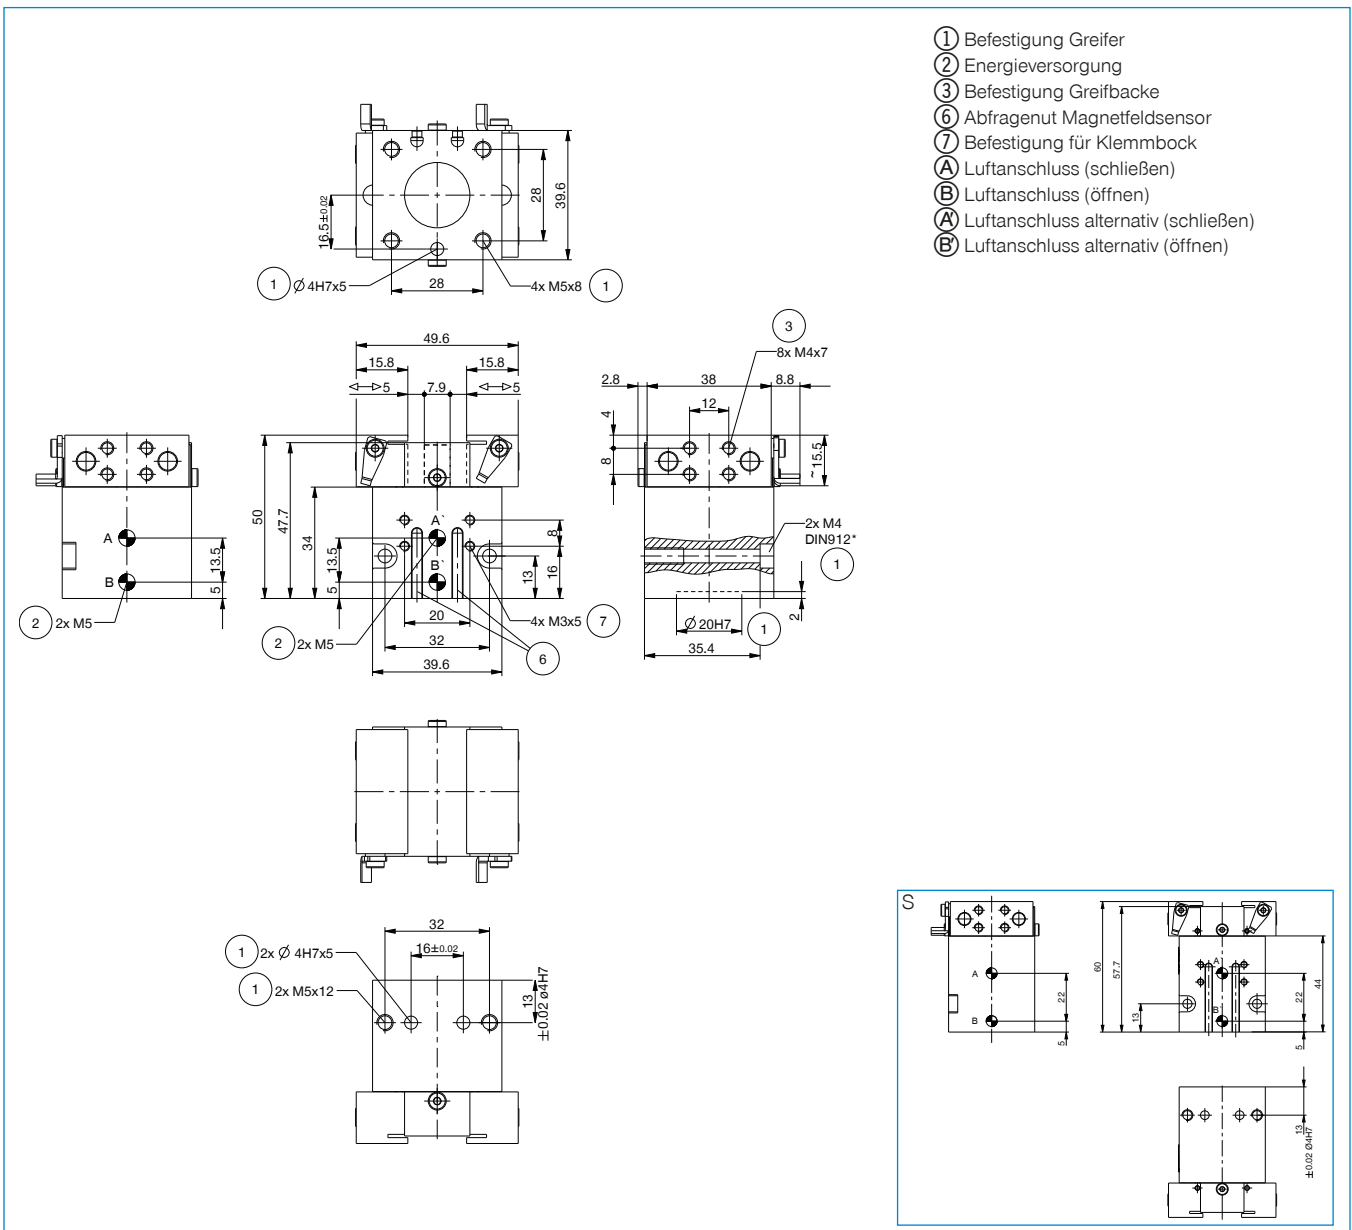 ① Befestigung Greifer
② Energieversorgung
③ Befestigung Greifbacke
⑥ Abfragenut Magnetfeldsensor
⑦ Befestigung für Klemmbock
Ⓐ Luftanschluss (schließen)
Ⓑ Luftanschluss (öffnen)
A' Luftanschluss alternativ (schließen)
B' Luftanschluss alternativ (öffnen)
16.5±0.02
28
39.6
1 Ø 4H7x5
28
4x M5x8 1
49.6
15.8
15.8
5
7.9
5
3
8x M4x7
2.8
38
8.8
12
4
8
~15.5
A
B
13.5
5
2 2x M5
50
47.7
34
13.5
5
A`
B`
8
16
13
20
32
39.6
2 2x M5
4x M3x5 7
6
2x M4
DIN912*
1
Ø 20H7
1
2
35.4
32
16±0.02
1 2x Ø 4H7x5
1 2x M5x12
13
±0.02 Ø4H7
S
A
B
22
5
60
57.7
13
A
B
22
44
5
13
±0.02 Ø4H7